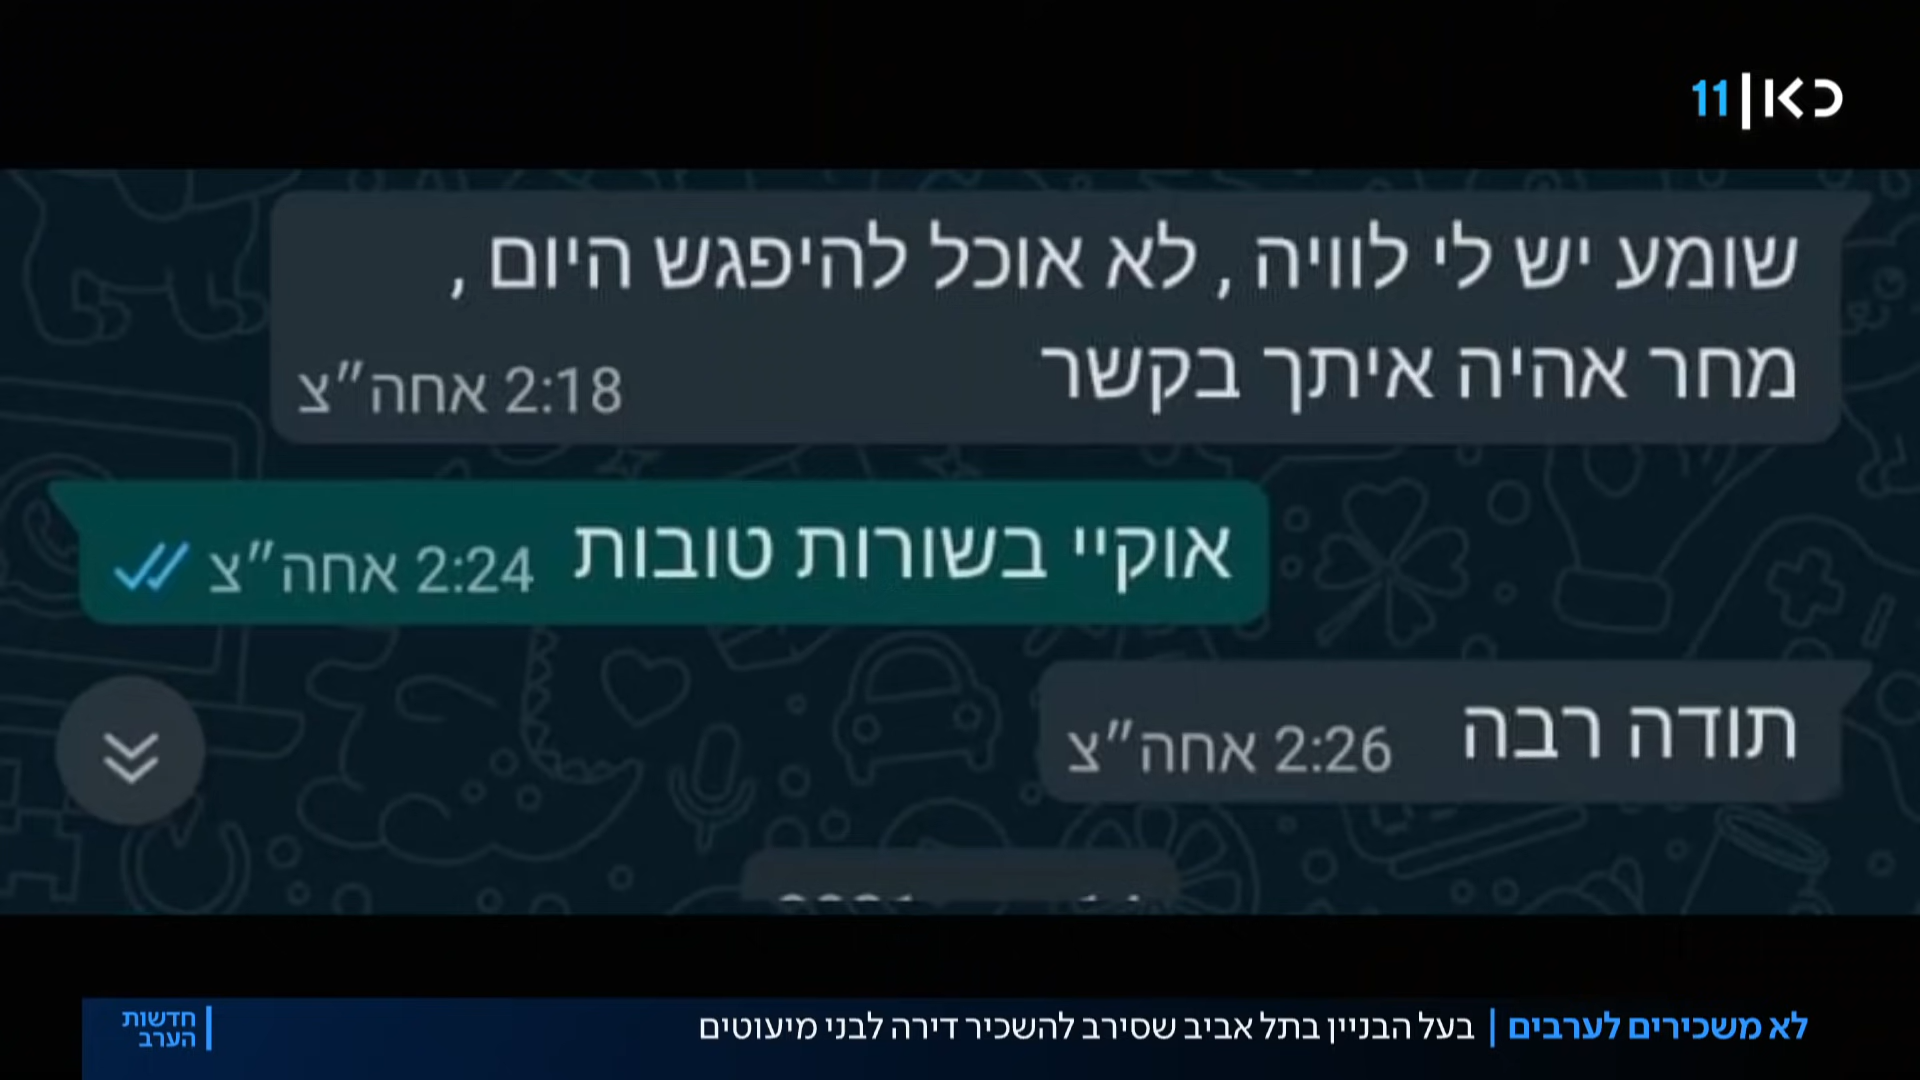 כאן 11
שומע יש לי לוויה , לא אוכל להיפגש היום ,
מחר אהיה איתך בקשר
2:18 אחה״צ
אוקיי בשורות טובות
2:24 אחה״צ
תודה רבה
2:26 אחה״צ
לא משכירים לערבים | בעל הבניין בתל אביב שסירב להשכיר דירה לבני מיעוטים
חדשות
הערב